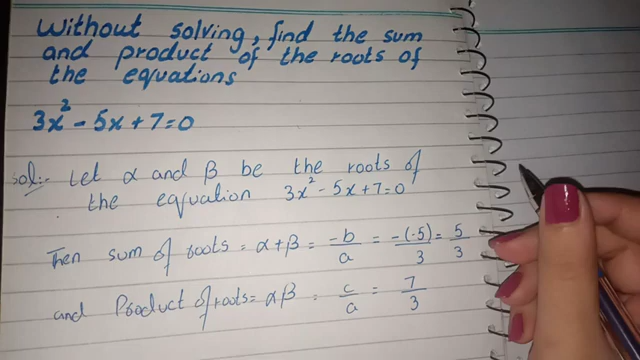 Without solving, find the sum
and product of the roots of
the equations
3x² - 5x + 7 = 0
Sol:- Let α and β be the roots of
the equation 3x² - 5x + 7 = 0
Then sum of roots = α + β = -b/a = -(-5)/3 = 5/3
and Product of roots = αβ = c/a = 7/3